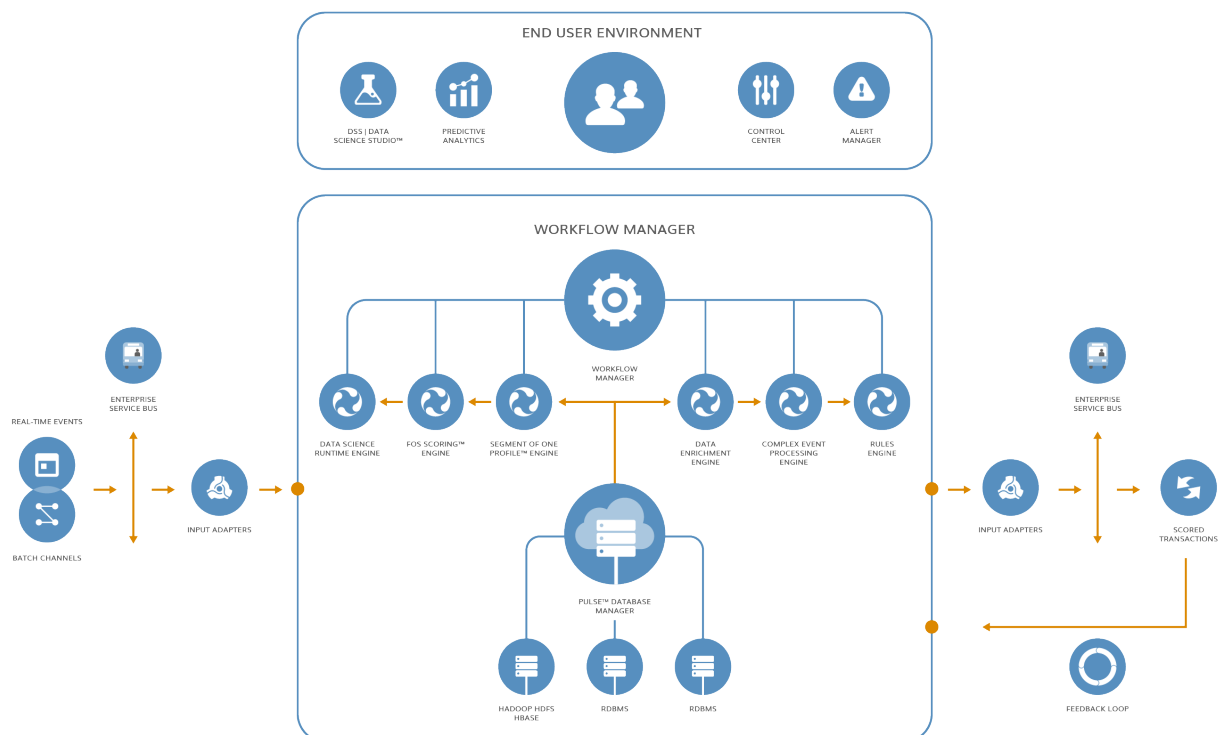 END USER ENVIRONMENT
DSS | DATA
SCIENCE STUDIO™
PREDICTIVE
ANALYTICS
CONTROL
CENTER
ALERT
MANAGER
WORKFLOW MANAGER
WORKFLOW
MANAGER
ENTERPRISE
SERVICE BUS
REAL-TIME EVENTS
BATCH CHANNELS
INPUT ADAPTERS
DATA SCIENCE
RUNTIME ENGINE
FOS SCORING™
ENGINE
SEGMENT OF ONE
PROFILE™ ENGINE
DATA
ENRICHMENT
ENGINE
COMPLEX EVENT
PROCESSING
ENGINE
RULES
ENGINE
PULSE™ DATABASE
MANAGER
HADOOP HDFS
HBASE
RDBMS
RDBMS
ENTERPRISE
SERVICE BUS
INPUT ADAPTERS
SCORED
TRANSACTIONS
FEEDBACK LOOP